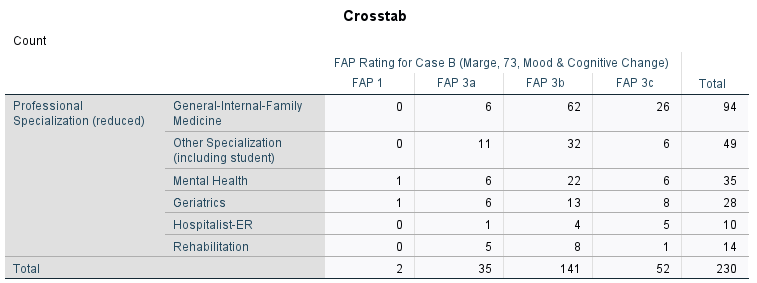 Crosstab
Count
FAP Rating for Case B (Marge, 73, Mood & Cognitive Change)
FAP 1 FAP 3a FAP 3b FAP 3c Total
Professional Specialization (reduced) General-Internal-Family Medicine 0 6 62 26 94
Other Specialization (including student) 0 11 32 6 49
Mental Health 1 6 22 6 35
Geriatrics 1 6 13 8 28
Hospitalist-ER 0 1 4 5 10
Rehabilitation 0 5 8 1 14
Total 2 35 141 52 230